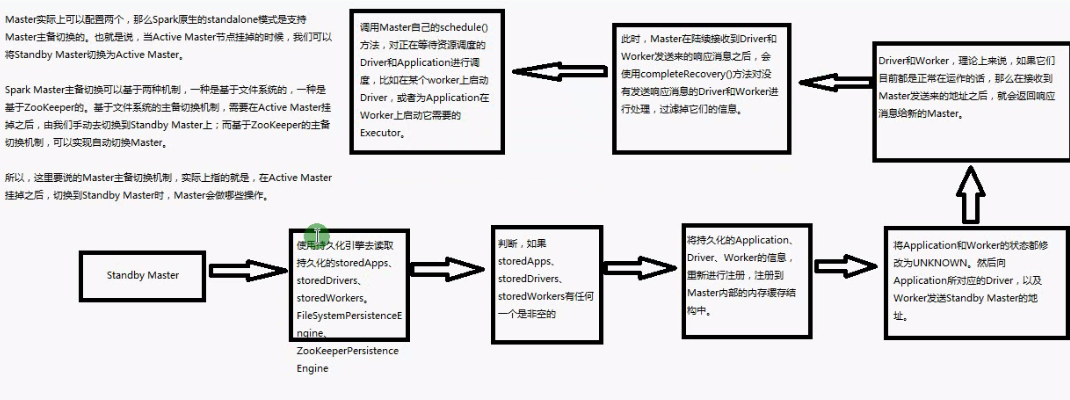 Master实际上可以配置两个，那么Spark原生的standalone模式是支持
Master主备切换的。也就是说，当Active Master节点挂掉的时候，我们可以
将Standby Master切换为Active Master。
Spark Master主备切换可以基于两种机制，一种是基于文件系统的，一种是
基于ZooKeeper的。基于文件系统的主备切换机制，需要在Active Master挂
掉之后，由我们手动去切换到Standby Master上；而基于ZooKeeper的主备
切换机制，可以实现自动切换Master。
所以，这里要说的Master主备切换机制，实际上指的就是，在Active Master
挂掉之后，切换到Standby Master时，Master会做哪些操作。
Standby Master
使用持久化引擎去读取
持久化的storedApps、
storedDrivers、
storedWorkers。
FileSystemPersistenceE
ngine、
ZooKeeperPersistence
Engine
判断，如果
storedApps、
storedDrivers、
storedWorkers有任何
一个是非空的
将持久化的Application、
Driver、Worker的信息，
重新进行注册，注册到
Master内部的内存缓存结
构中。
将Application和Worker的状态都修
改为UNKNOWN。然后向
Application所对应的Driver，以及
Worker发送Standby Master的地
址。
Driver和Worker，理论上来说，如果它们
目前都是正常在运作的话，那么在接收到
Master发送来的地址之后，就会返回响应
消息给新的Master。
此时，Master在陆续接收到Driver和
Worker发送来的响应消息之后，会
使用completeRecovery()方法对没
有发送响应消息的Driver和Worker进
行处理，过滤掉它们的信息。
调用Master自己的schedule()
方法，对正在等待资源调度的
Driver和Application进行调
度，比如在某个worker上启动
Driver，或者为Application在
Worker上启动它需要的
Executor。